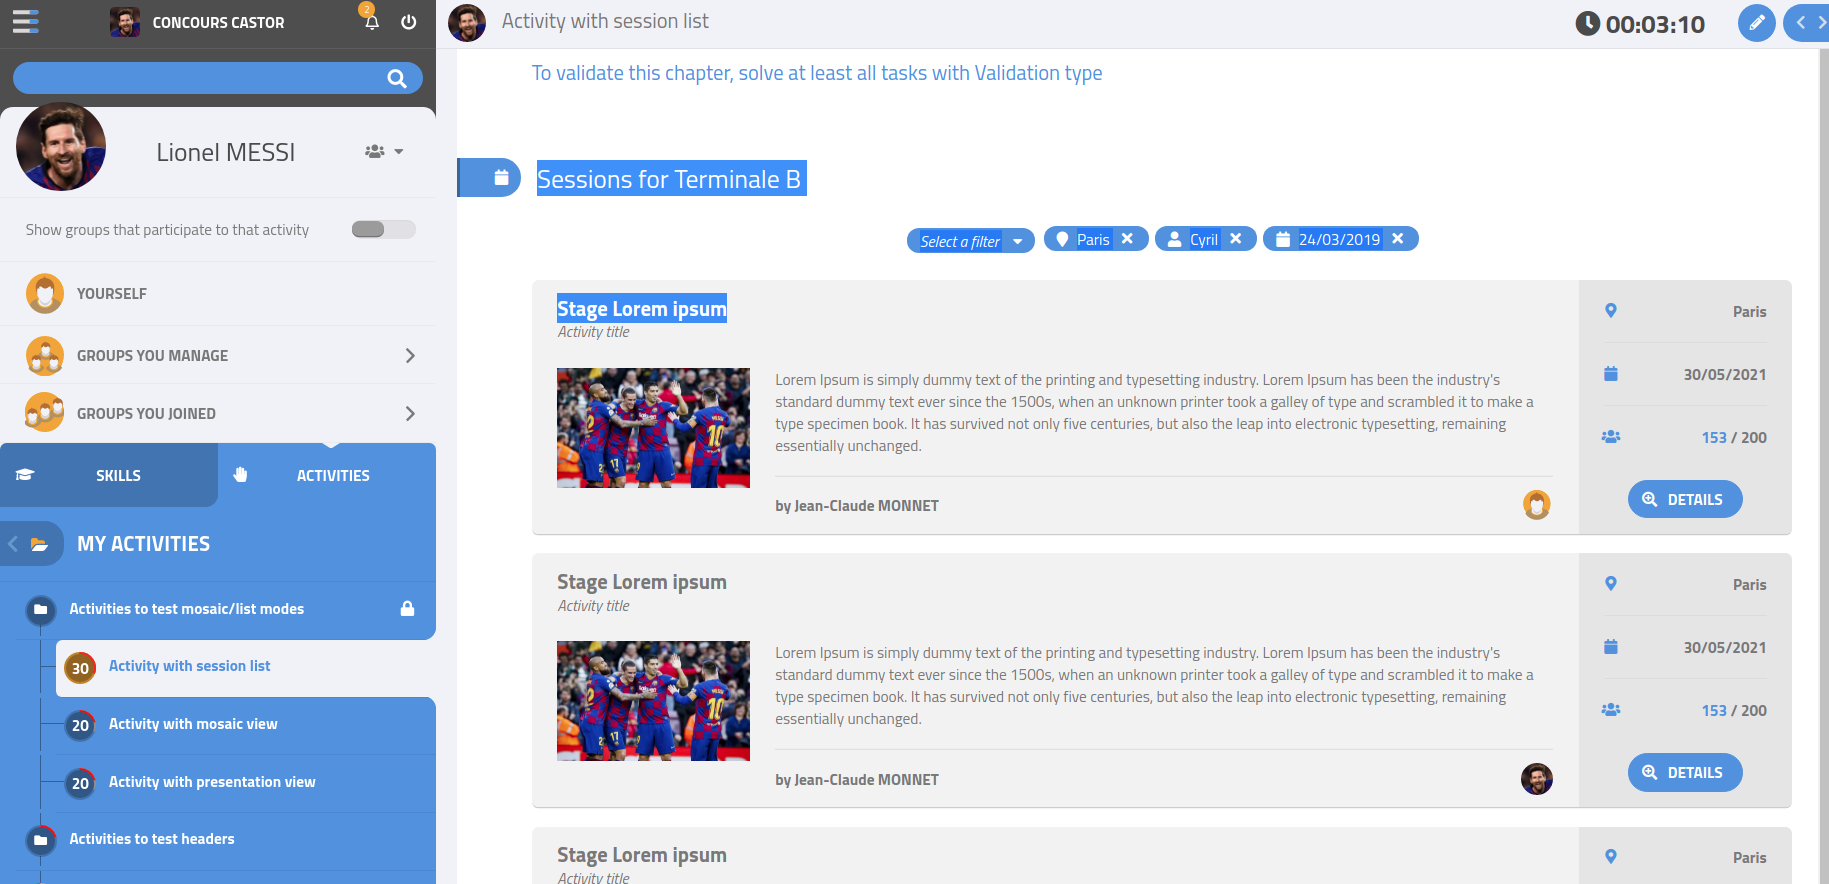 2
CONCOURS CASTOR
Activity with session list
00:03:10
To validate this chapter, solve at least all tasks with Validation type
Lionel MESSI
Show groups that participate to that activity
YOURSELF
GROUPS YOU MANAGE
GROUPS YOU JOINED
SKILLS
ACTIVITIES
MY ACTIVITIES
Activities to test mosaic/list modes
30 Activity with session list
20 Activity with mosaic view
20 Activity with presentation view
Activities to test headers
Sessions for Terminale B
Select a filter
Paris
Cyril
24/03/2019
Stage Lorem ipsum
Activity title
Lorem Ipsum is simply dummy text of the printing and typesetting industry. Lorem Ipsum has been the industry's
standard dummy text ever since the 1500s, when an unknown printer took a galley of type and scrambled it to make a
type specimen book. It has survived not only five centuries, but also the leap into electronic typesetting, remaining
essentially unchanged.
by Jean-Claude MONNET
Paris
30/05/2021
153 / 200
DETAILS
Stage Lorem ipsum
Activity title
Lorem Ipsum is simply dummy text of the printing and typesetting industry. Lorem Ipsum has been the industry's
standard dummy text ever since the 1500s, when an unknown printer took a galley of type and scrambled it to make a
type specimen book. It has survived not only five centuries, but also the leap into electronic typesetting, remaining
essentially unchanged.
by Jean-Claude MONNET
Paris
30/05/2021
153 / 200
DETAILS
Stage Lorem ipsum
Activity title
Paris